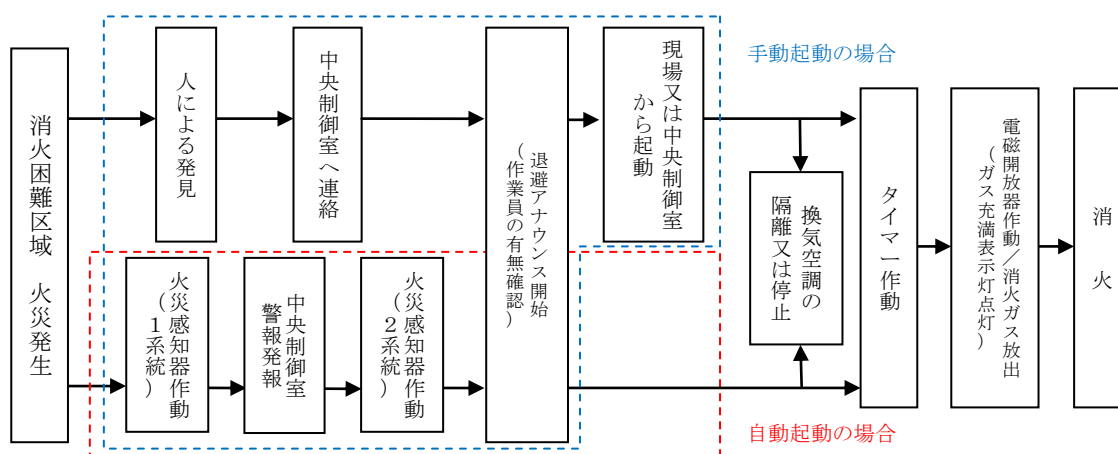 消火困難区域 火災発生
人による発見
中央制御室へ連絡
退避アナウンス開始
(作業員の有無確認)
現場又は中央制御室
から起動
手動起動の場合
火災感知器作動
(1系統)
中央制御室
警報発報
火災感知器作動
(2系統)
換気空調の
隔離又は停止
自動起動の場合
タイマー作動
電磁開放器作動/消火ガス放出
(ガス充満表示灯点灯)
消火